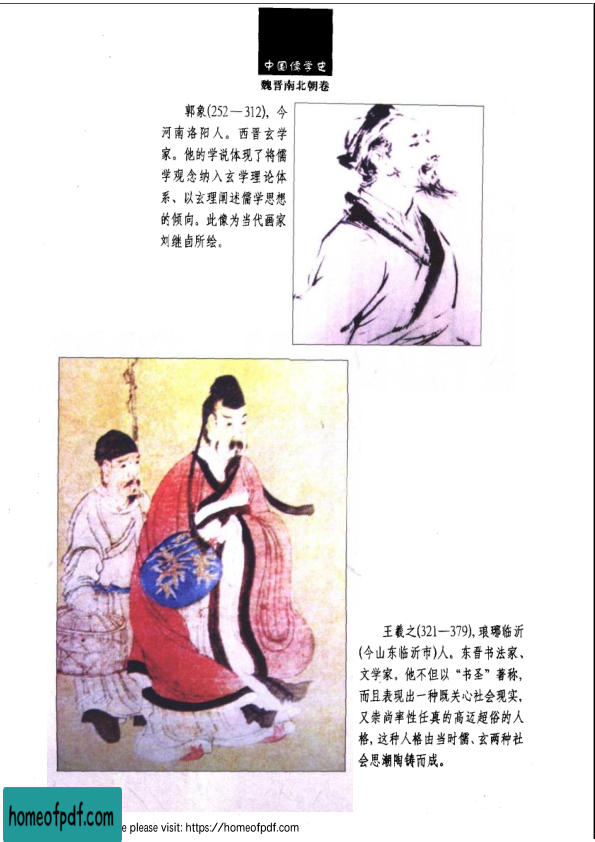 中国儒学史
魏晋南北朝卷
郭象(252—312)，今
河南洛阳人。西晋玄学
家。他的学说体现了将儒
学观念纳入玄学理论体
系、以玄理阐述儒学思想
的倾向。此像为当代画家
刘继卣所绘。
王羲之(321—379)，琅琊临沂
(今山东临沂市)人。东晋书法家、
文学家。他不但以“书圣”著称，
而且表现出一种既关心社会现实，
又崇尚率性任真的高迈超俗的人
格，这种人格由当时儒、玄两种社
会思潮陶铸而成。
homeofpdf.com
e please visit: https://homeofpdf.com